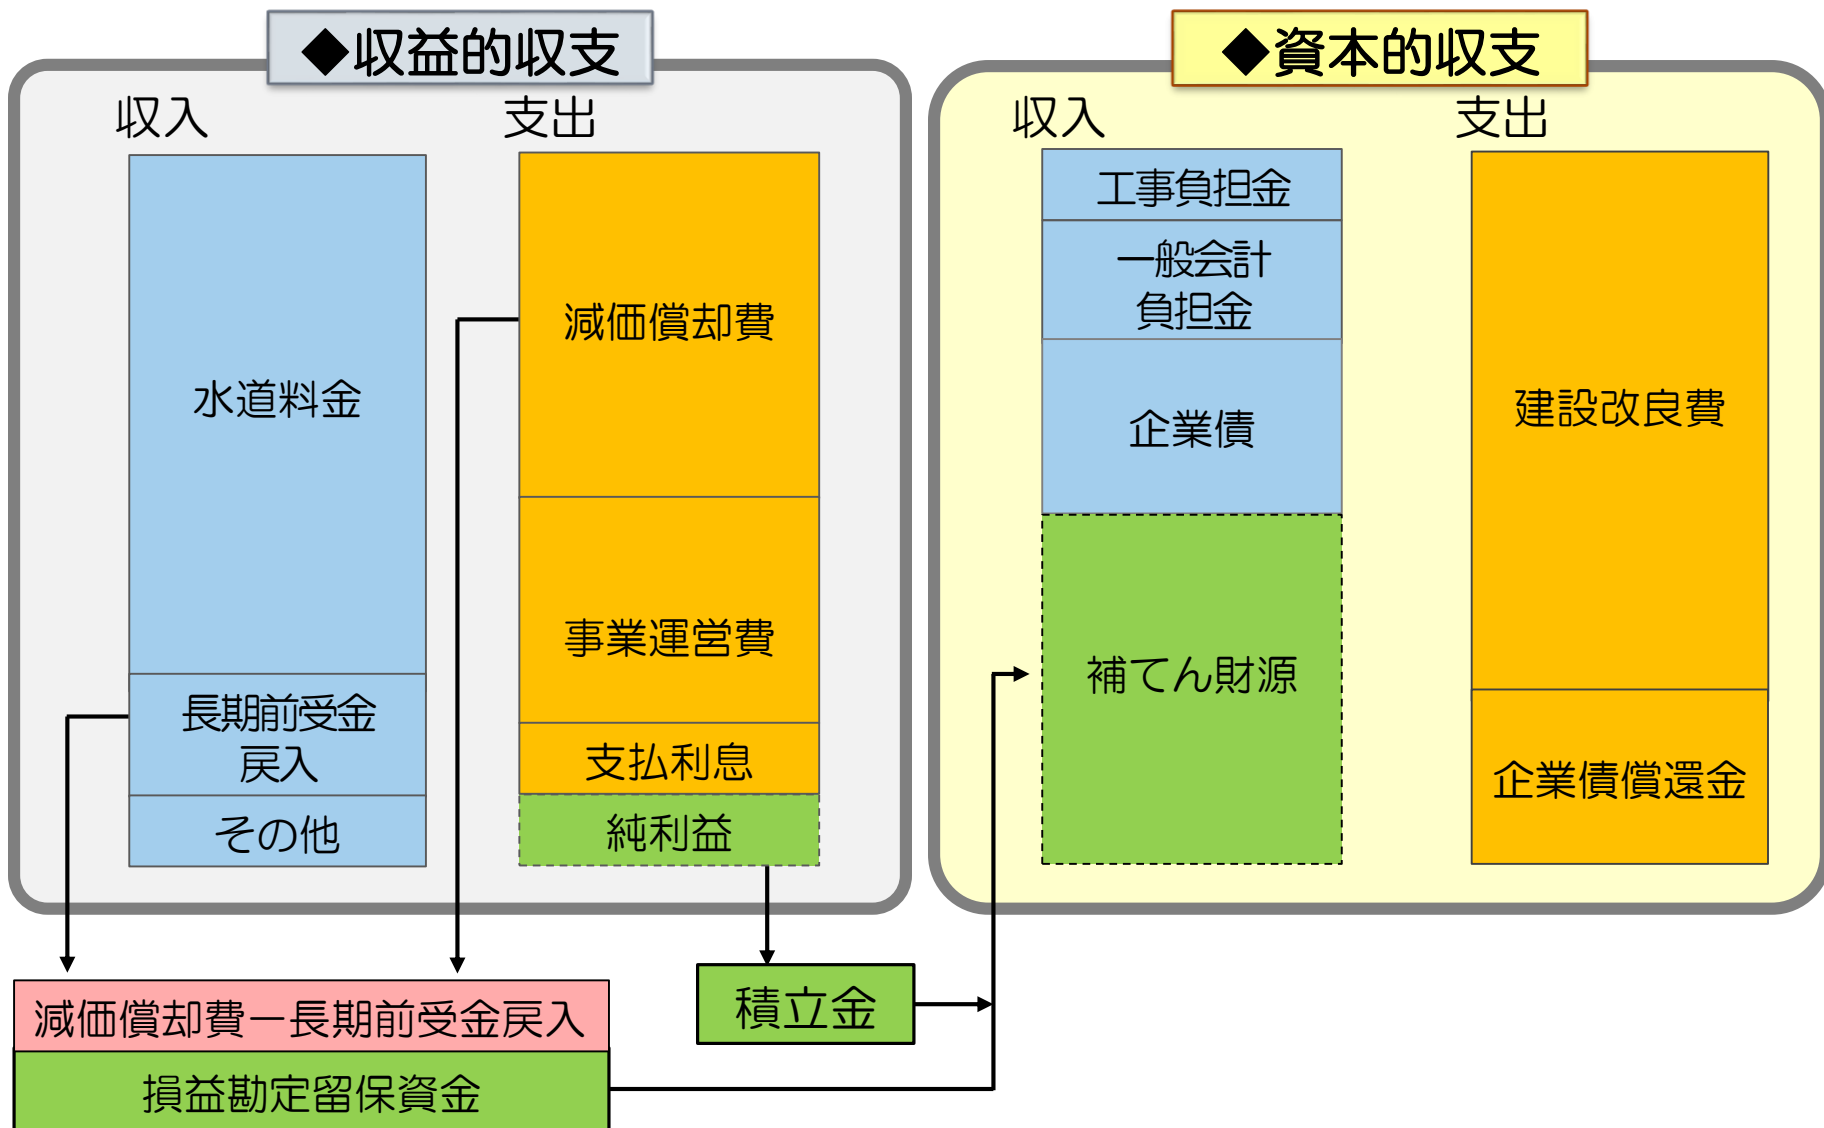 ◆収益的収支
収入
支出
水道料金
長期前受金
戻入
その他
減価償却費
事業運営費
支払利息
純利益
◆資本的収支
収入
支出
工事負担金
一般会計
負担金
企業債
補てん財源
建設改良費
企業債償還金
減価償却費ー長期前受金戻入
損益勘定留保資金
積立金